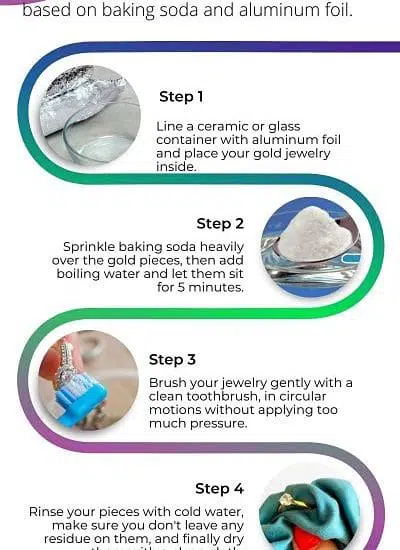 based on baking soda and aluminum foil.
Step 1
Line a ceramic or glass
container with aluminum foil
and place your gold jewelry
inside.
Step 2
Sprinkle baking soda heavily
over the gold pieces, then add
boiling water and let them sit
for 5 minutes.
Step 3
Brush your jewelry gently with a
clean toothbrush, in circular
motions without applying too
much pressure.
Step 4
Rinse your pieces with cold water,
make sure you don't leave any
residue on them, and finally dry